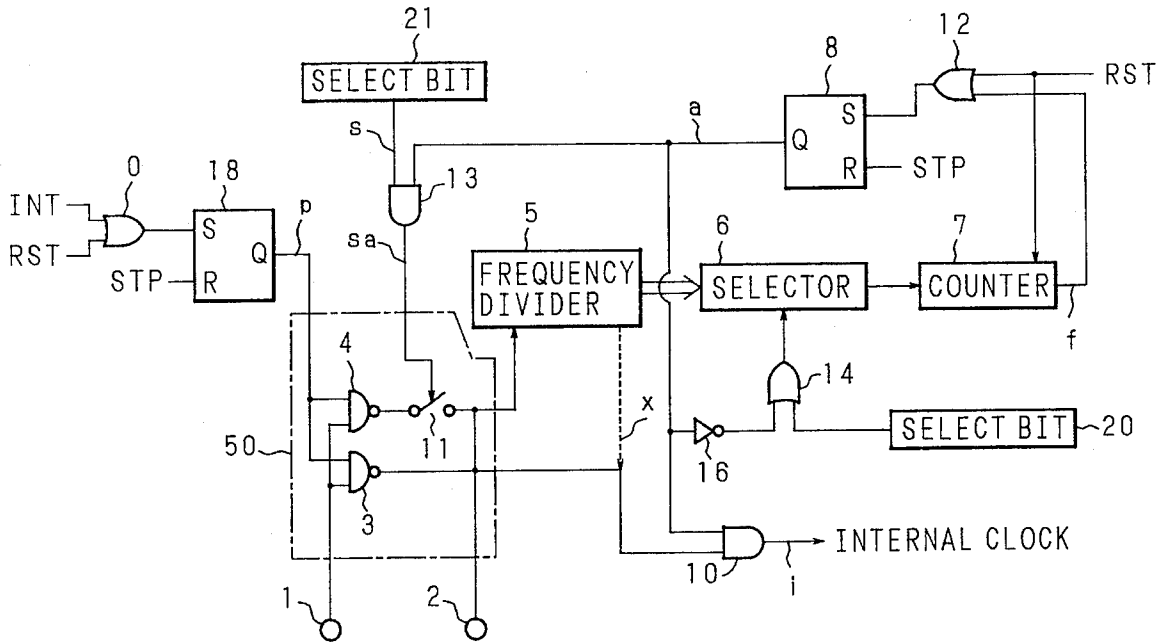 21
SELECT BIT
12
8
RST
S
Q
R
STP
a
s
13
0
18
INT
RST
S
Q
STP
R
p
sa
5
FREQUENCY
DIVIDER
6
SELECTOR
7
COUNTER
f
4
11
50
3
x
14
16
SELECT BIT
20
10
i
INTERNAL CLOCK
1
2